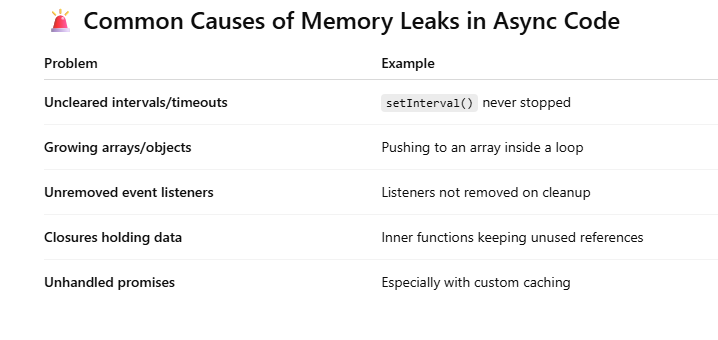 🚨 Common Causes of Memory Leaks in Async Code
Problem Example
Uncleared intervals/timeouts setInterval() never stopped
Growing arrays/objects Pushing to an array inside a loop
Unremoved event listeners Listeners not removed on cleanup
Closures holding data Inner functions keeping unused references
Unhandled promises Especially with custom caching